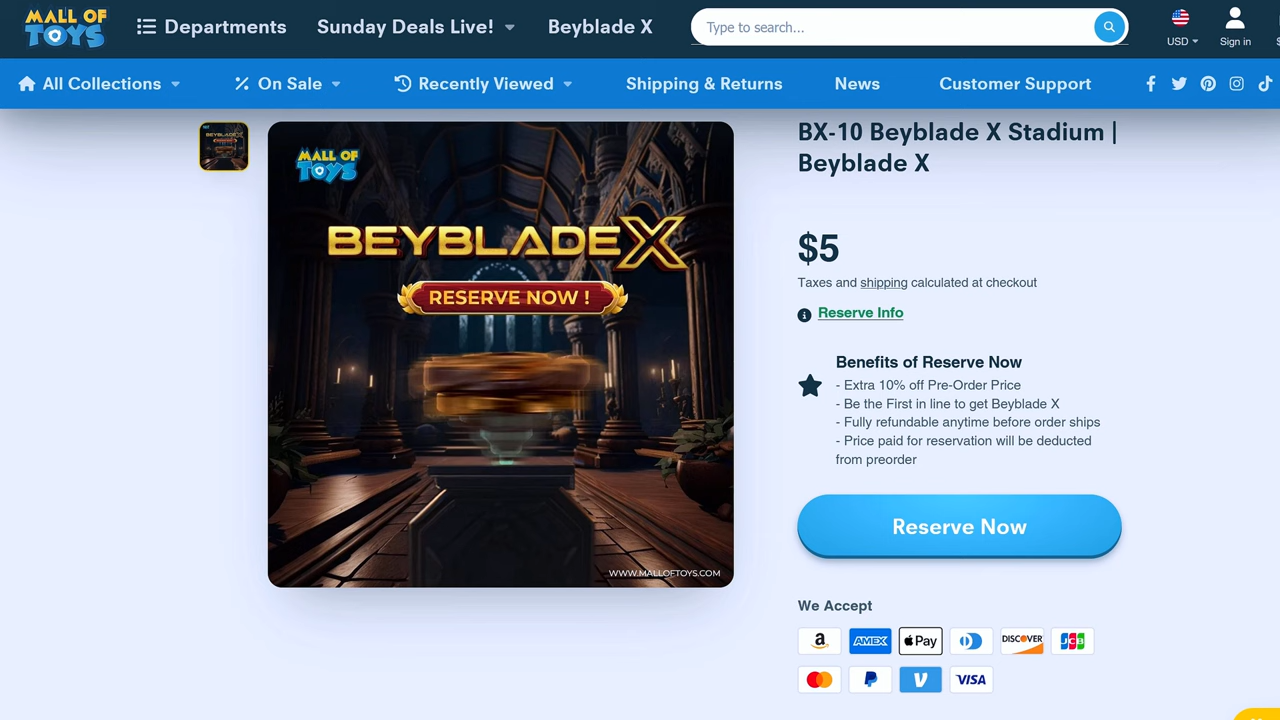 MALL OF
TOYS
Departments
Sunday Deals Live!
Beyblade X
Type to search...
USD
Sign in
All Collections
On Sale
Recently Viewed
Shipping & Returns
News
Customer Support
MALL OF
TOYS
BEYBLADE X
RESERVE NOW !
WWW.MALLOFTOYS.COM
BX-10 Beyblade X Stadium |
Beyblade X
$5
Taxes and shipping calculated at checkout
Reserve Info
Benefits of Reserve Now
- Extra 10% off Pre-Order Price
- Be the First in line to get Beyblade X
- Fully refundable anytime before order ships
- Price paid for reservation will be deducted
from preorder
Reserve Now
We Accept
AMEX
Pay
DISCOVER
JCB
VISA